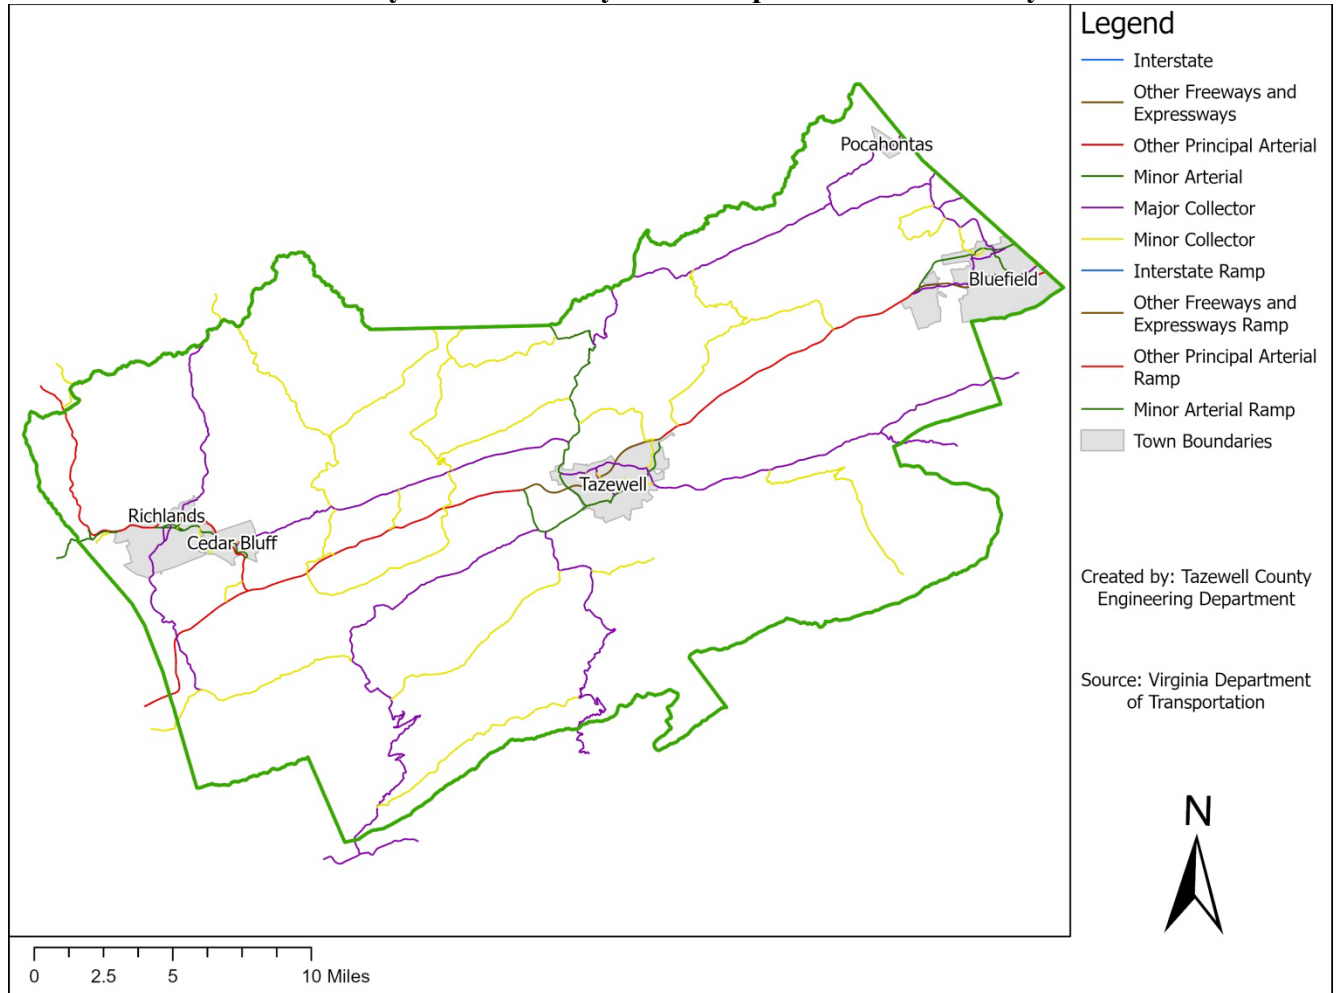 Legend
Interstate
Other Freeways and
Expressways
Other Principal Arterial
Minor Arterial
Major Collector
Minor Collector
Interstate Ramp
Other Freeways and
Expressways Ramp
Other Principal Arterial
Ramp
Minor Arterial Ramp
Town Boundaries
Pocahontas
Bluefield
Tazewell
Richlands
Cedar Bluff
Created by: Tazewell County
Engineering Department
Source: Virginia Department
of Transportation
N
0 2.5 5 10 Miles